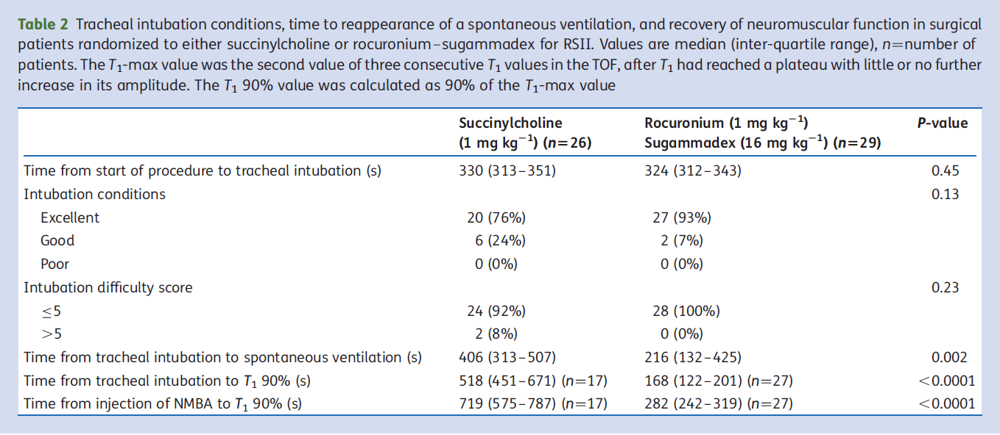 Table 2 Tracheal intubation conditions, time to reappearance of a spontaneous ventilation, and recovery of neuromuscular function in surgical
patients randomized to either succinylcholine or rocuronium–sugammadex for RSII. Values are median (inter-quartile range), n=number of
patients. The T₁-max value was the second value of three consecutive T₁ values in the TOF, after T₁ had reached a plateau with little or no further
increase in its amplitude. The T₁ 90% value was calculated as 90% of the T₁-max value
Succinylcholine Rocuronium (1 mg kg⁻¹) P-value
(1 mg kg⁻¹) (n=26) Sugammadex (16 mg kg⁻¹) (n=29)
Time from start of procedure to tracheal intubation (s) 330 (313–351) 324 (312–343) 0.45
Intubation conditions 0.13
Excellent 20 (76%) 27 (93%)
Good 6 (24%) 2 (7%)
Poor 0 (0%) 0 (0%)
Intubation difficulty score 0.23
≤5 24 (92%) 28 (100%)
>5 2 (8%) 0 (0%)
Time from tracheal intubation to spontaneous ventilation (s) 406 (313–507) 216 (132–425) 0.002
Time from tracheal intubation to T₁ 90% (s) 518 (451–671) (n=17) 168 (122–201) (n=27) <0.0001
Time from injection of NMBA to T₁ 90% (s) 719 (575–787) (n=17) 282 (242–319) (n=27) <0.0001